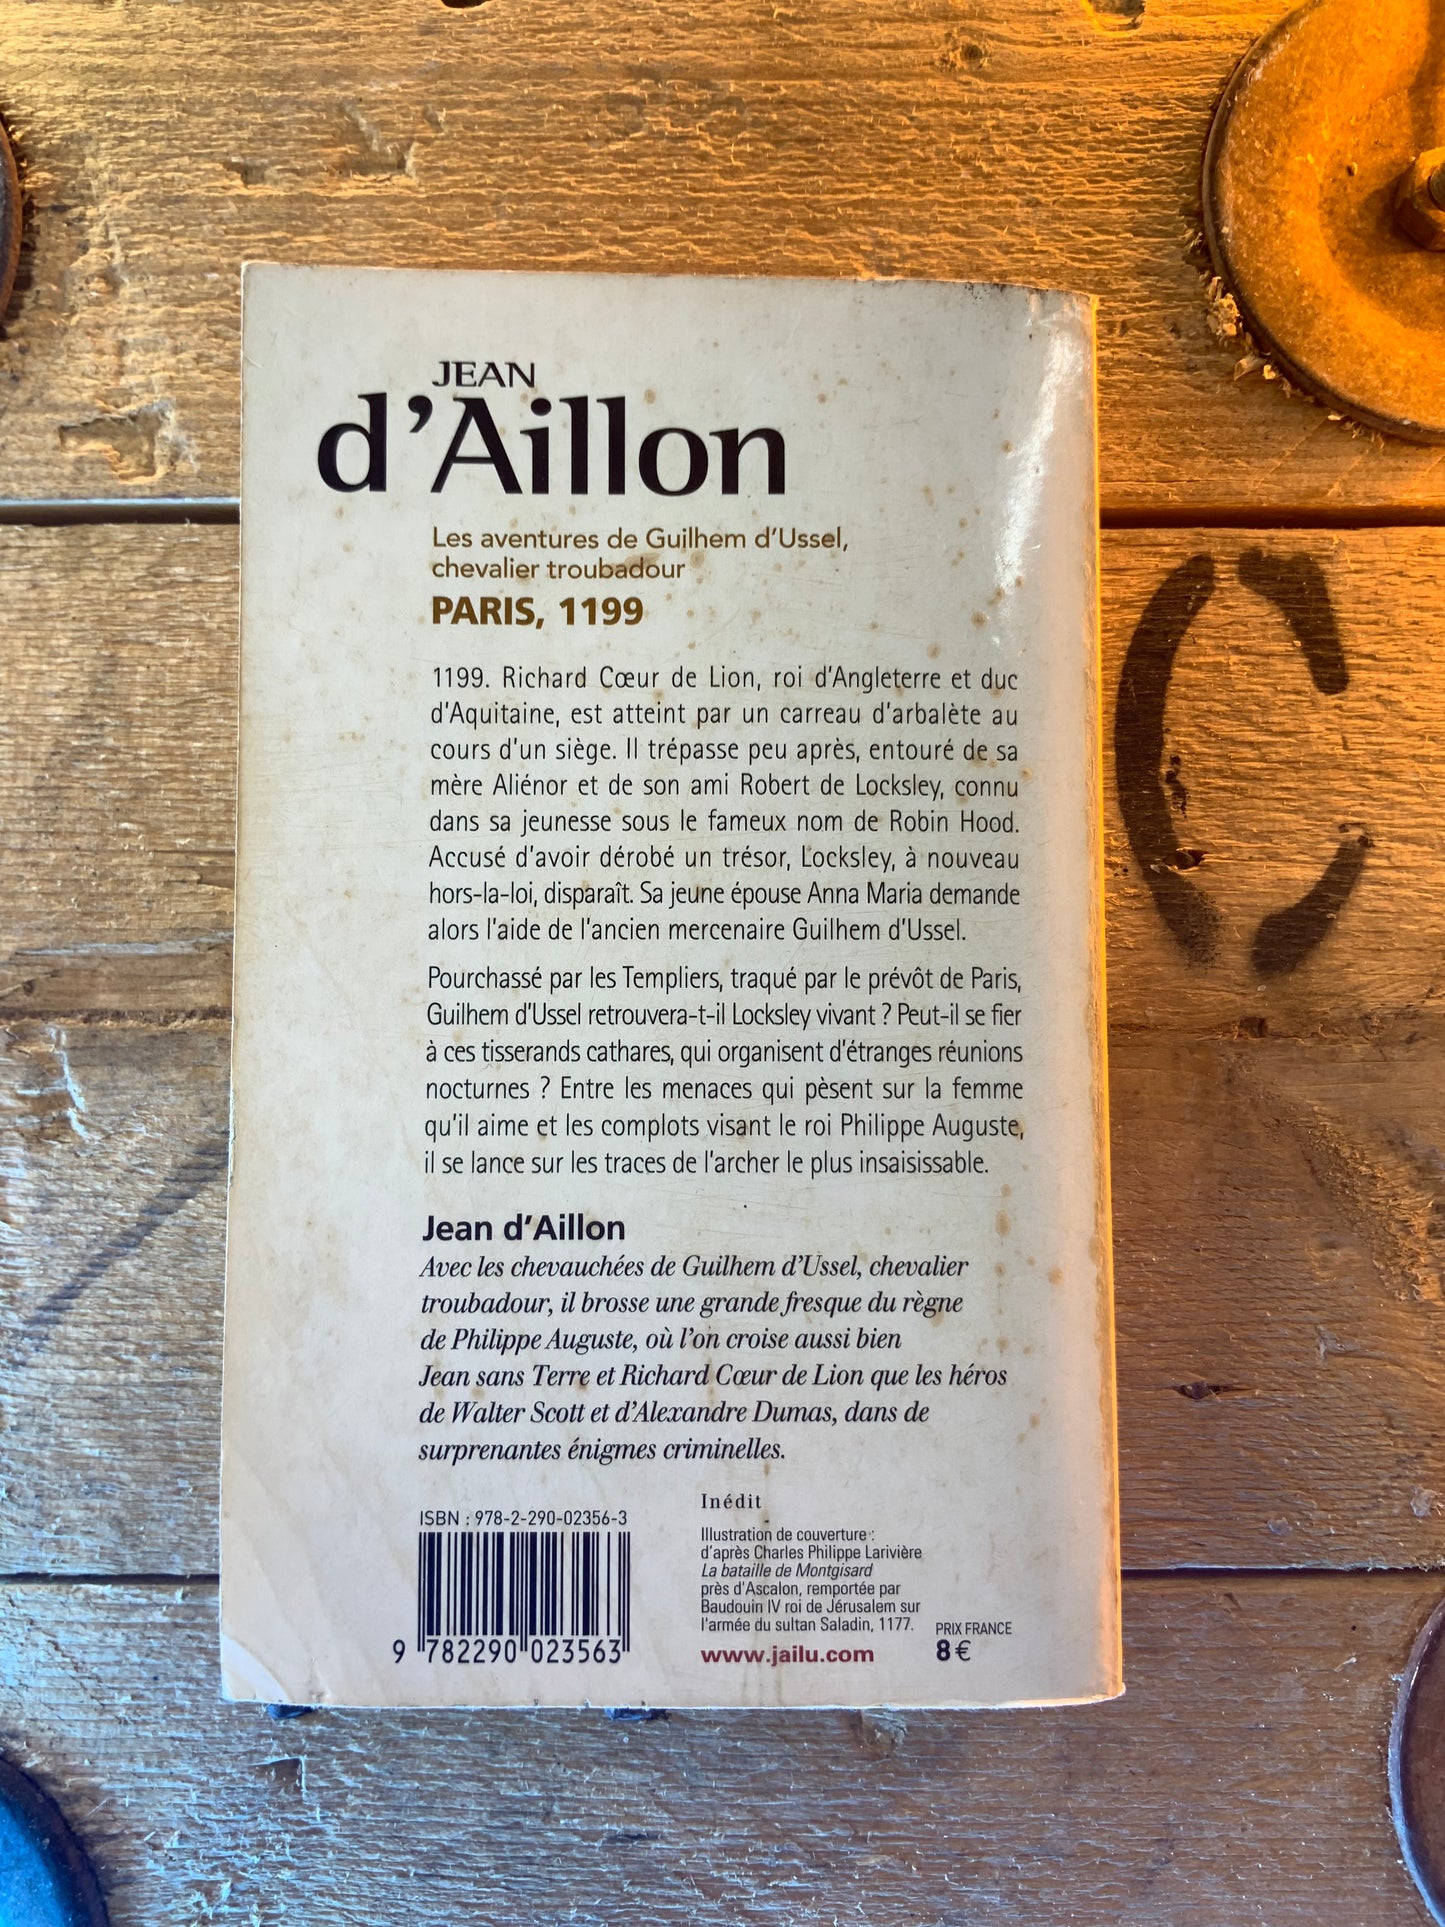 JEAN
d'Aillon
Les aventures de Guilhem d'Ussel,
chevalier troubadour
PARIS, 1199
1199. Richard Cœur de Lion, roi d'Angleterre et duc
d'Aquitaine, est atteint par un carreau d'arbalète au
cours d'un siège. Il trépasse peu après, entouré de sa
mère Aliénor et de son ami Robert de Locksley, connu
dans sa jeunesse sous le fameux nom de Robin Hood.
Accusé d'avoir dérobé un trésor, Locksley, à nouveau
hors-la-loi, disparaît. Sa jeune épouse Anna Maria demande
alors l'aide de l'ancien mercenaire Guilhem d'Ussel.
Pourchassé par les Templiers, traqué par le prévôt de Paris,
Guilhem d'Ussel retrouvera-t-il Locksley vivant ? Peut-il se fier
à ces tisserands cathares, qui organisent d'étranges réunions
nocturnes ? Entre les menaces qui pèsent sur la femme
qu'il aime et les complots visant le roi Philippe Auguste,
il se lance sur les traces de l'archer le plus insaisissable.
Jean d'Aillon
Avec les chevauchées de Guilhem d'Ussel, chevalier
troubadour, il brosse une grande fresque du règne
de Philippe Auguste, où l'on croise aussi bien
Jean sans Terre et Richard Cœur de Lion que les héros
de Walter Scott et d'Alexandre Dumas, dans de
surprenantes énigmes criminelles.
ISBN : 978-2-290-02356-3
9 782290 023563
Inédit
Illustration de couverture :
d'après Charles Philippe Larivière
La bataille de Montgisard
près d'Ascalon, remportée par
Baudouin IV roi de Jérusalem sur
l'armée du sultan Saladin, 1177.
www.jailu.com
PRIX FRANCE
8 €